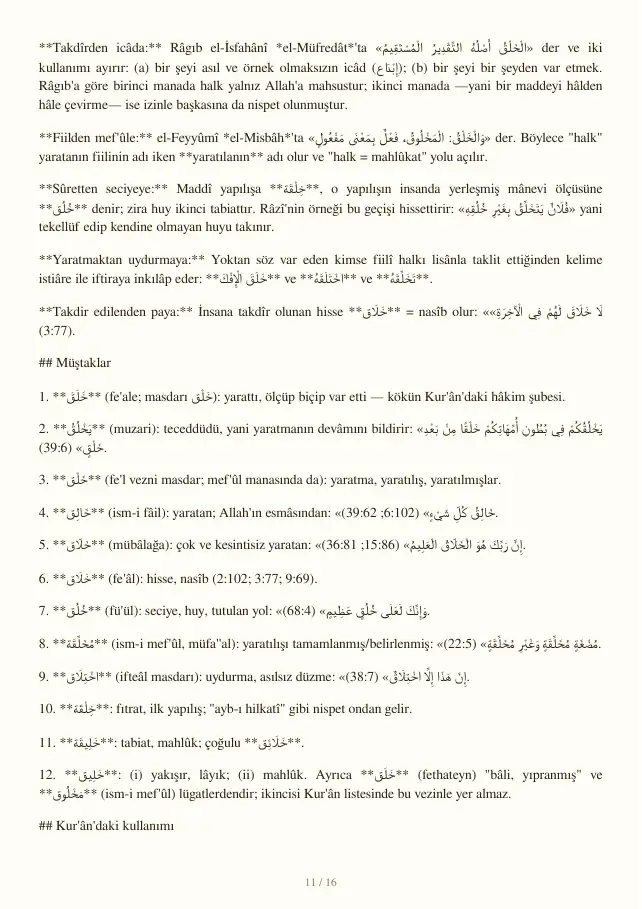 **Takdîrden icâda:** Râgıb el-İsfahânî *el-Müfredât*'ta «الْخَلْقُ أَصْلُهُ التَّقْدِيرُ الْمُسْتَقِيمُ» der ve iki
kullanımı ayırır: (a) bir şeyi asıl ve örnek olmaksızın icâd (إِبْدَاع); (b) bir şeyi bir şeyden var etmek.
Râgıb'a göre birinci manada halk yalnız Allah'a mahsustur; ikinci manada —yani bir maddeyi hâlden
hâle çevirme— ise izinle başkasına da nispet olunmuştur.
**Fiilden mef'ûle:** el-Feyyûmî *el-Misbâh*'ta «وَالْخَلْقُ: الْمَخْلُوقُ، فَعْلٌ بِمَعْنَى مَفْعُولٍ» der. Böylece "halk"
yaratanın fiilinin adı iken **yaratılanın** adı olur ve "halk = mahlûkat" yolu açılır.
**Sûretten seciyeye:** Maddî yapılışa **خِلْقَة**, o yapılışın insanda yerleşmiş mânevi ölçüsüne
**خُلُق** denir; zira huy ikinci tabiattır. Râzî'nin örneği bu geçişi hissettirir: «فُلَانٌ يَتَخَلَّقُ بِغَيْرِ خُلُقِهِ» yani
tekellüf edip kendine olmayan huyu takınır.
**Yaratmaktan uydurmaya:** Yoktan söz var eden kimse fiilî halkı lisânla taklit ettiğinden kelime
istiâre ile iftiraya inkılâp eder: **خَلَقَ الْإِفْكَ** ve **اخْتَلَقَهُ** ve **تَخَلَّقَهُ**.
**Takdir edilenden paya:** İnsana takdîr olunan hisse **خَلَاق** = nasîb olur: «لَا خَلَاقَ لَهُمْ فِي الْآخِرَةِ»
(3:77).
## Müştaklar
1. **خَلَقَ** (fe'ale; masdarı خَلْق): yarattı, ölçüp biçip var etti — kökün Kur'ân'daki hâkim şubesi.
2. **يَخْلُقُ** (muzari): teceddüdü, yani yaratmanın devâmını bildirir: «يَخْلُقُكُمْ فِي بُطُونِ أُمَّهَاتِكُمْ خَلْقًا مِنْ بَعْدِ
خَلْقٍ» (39:6).
3. **خَلْق** (fe'l vezni masdar; mef'ûl manasında da): yaratma, yaratılış, yaratılmışlar.
4. **خَالِق** (ism-i fâil): yaratan; Allah'ın esmâsından: «خَالِقُ كُلِّ شَيْءٍ» (6:102; 39:62).
5. **خَلَّاق** (mübâlağa): çok ve kesintisiz yaratan: «إِنَّ رَبَّكَ هُوَ الْخَلَّاقُ الْعَلِيمُ» (15:86; 36:81).
6. **خَلَاق** (fe'âl): hisse, nasîb (2:102; 3:77; 9:69).
7. **خُلُق** (fü'ül): seciye, huy, tutulan yol: «وَإِنَّكَ لَعَلَى خُلُقٍ عَظِيمٍ» (68:4).
8. **مُخَلَّقَة** (ism-i mef'ûl, müfa''al): yaratılışı tamamlanmış/belirlenmiş: «مُضْغَةٍ مُخَلَّقَةٍ وَغَيْرِ مُخَلَّقَةٍ» (22:5).
9. **اخْتِلَاق** (ifteâl masdarı): uydurma, asılsız düzme: «إِنْ هَذَا إِلَّا اخْتِلَاقٌ» (38:7).
10. **خِلْقَة**: fıtrat, ilk yapılış; "ayb-ı hilkatî" gibi nispet ondan gelir.
11. **خَلِيقَة**: tabiat, mahlûk; çoğulu **خَلَائِق**.
12. **خَلِيق**: (i) yakışır, lâyık; (ii) mahlûk. Ayrıca **خَلَق** (fethateyn) "bâli, yıpranmış" ve
**مَخْلُوق** (ism-i mef'ûl) lügatlerdendir; ikincisi Kur'ân listesinde bu vezinle yer almaz.
## Kur'ân'daki kullanımı
11 / 16